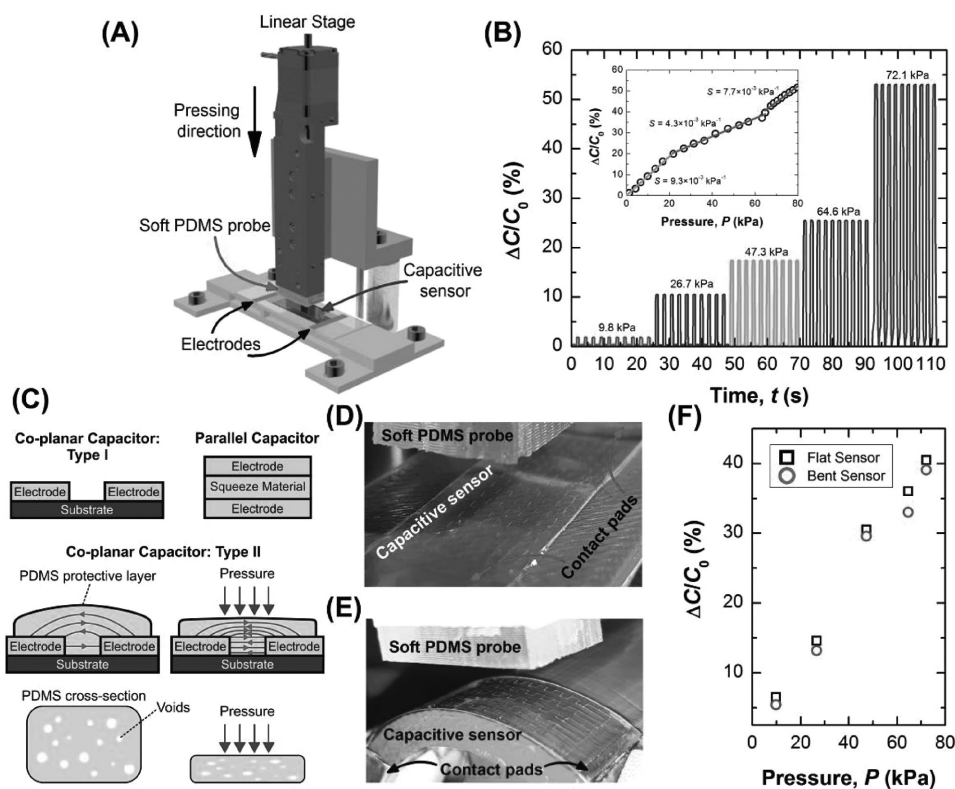 (A)
Linear Stage
Pressing
direction
Soft PDMS probe
Capacitive
sensor
Electrodes
(B)
ΔC/C₀ (%)
60
50
40
30
20
10
0
0 10 20 30 40 50 60 70 80 90 100 110
Time, t (s)
9.8 kPa
26.7 kPa
47.3 kPa
64.6 kPa
72.1 kPa
ΔC/C₀ (%)
60
50
40
30
20
10
0
0 20 40 60 80
Pressure, P (kPa)
S = 7.7×10⁻³ kPa⁻¹
S = 4.3×10⁻³ kPa⁻¹
S = 9.3×10⁻³ kPa⁻¹
(C)
Co-planar Capacitor:
Type I
Electrode Electrode
Substrate
Parallel Capacitor
Electrode
Squeeze Material
Electrode
Co-planar Capacitor: Type II
PDMS protective layer
Pressure
Electrode Electrode
Substrate
Electrode Electrode
Substrate
PDMS cross-section
Voids
Pressure
(D)
Soft PDMS probe
Capacitive sensor
Contact pads
(E)
Soft PDMS probe
Capacitive sensor
Contact pads
(F)
Flat Sensor
Bent Sensor
ΔC/C₀ (%)
40
30
20
10
0 20 40 60 80
Pressure, P (kPa)